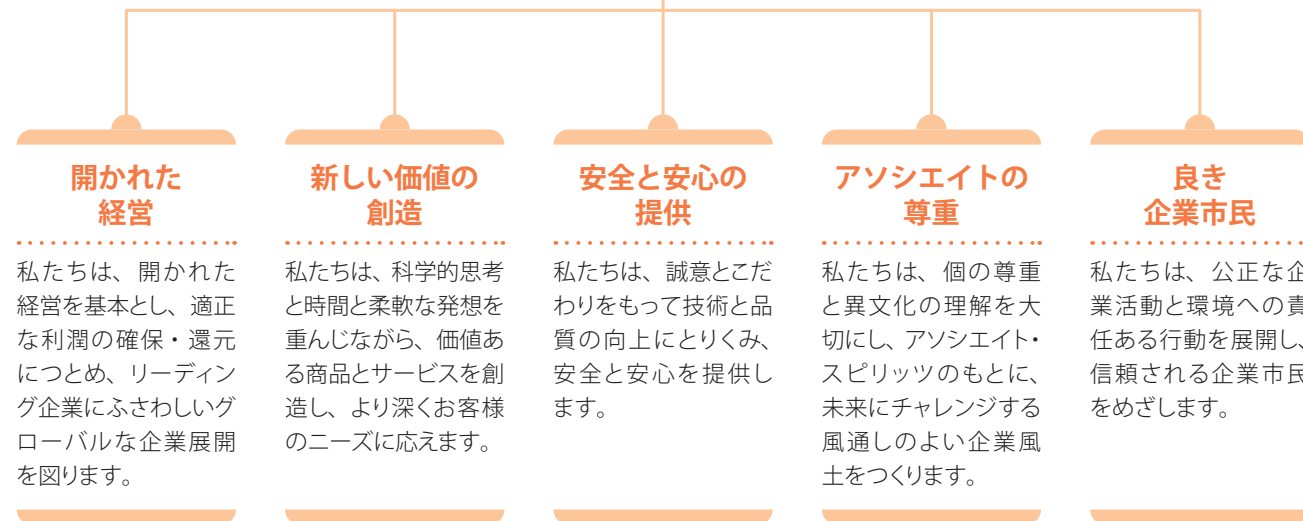 開かれた
経営
私たちは、開かれた
経営を基本とし、適正
な利潤の確保・還元
につとめ、リーディン
グ企業にふさわしいグ
ローバルな企業展開
を図ります。
新しい価値の
創造
私たちは、科学的思考
と時間と柔軟な発想を
重んじながら、価値あ
る商品とサービスを創
造し、より深くお客様
のニーズに応えます。
安全と安心の
提供
私たちは、誠意とこだ
わりをもって技術と品
質の向上にとりくみ、
安全と安心を提供し
ます。
アソシエイトの
尊重
私たちは、個の尊重
と異文化の理解を大
切にし、アソシエイト・
スピリッツのもとに、
未来にチャレンジする
風通しのよい企業風
土をつくります。
良き
企業市民
私たちは、公正な企
業活動と環境への責
任ある行動を展開し、
信頼される企業市民
をめざします。